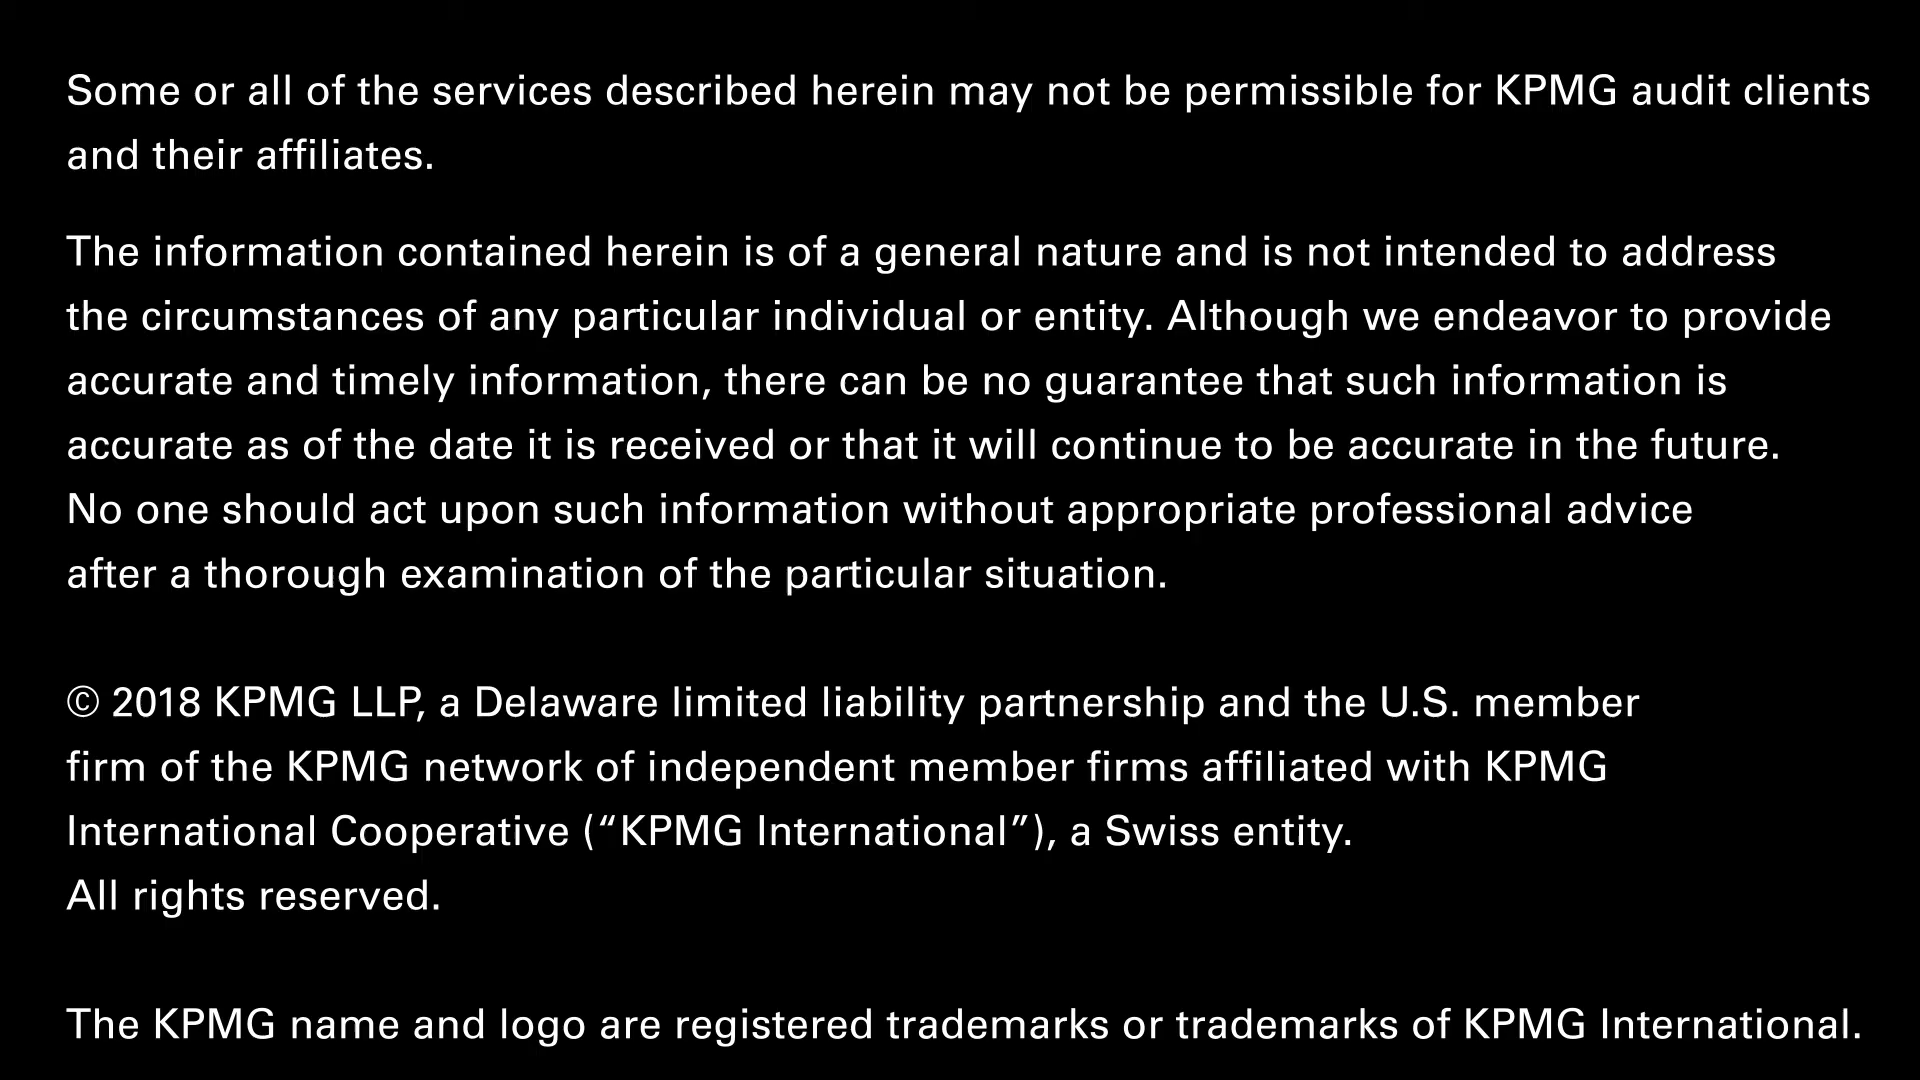 Some or all of the services described herein may not be permissible for KPMG audit clients
and their affiliates.
The information contained herein is of a general nature and is not intended to address
the circumstances of any particular individual or entity. Although we endeavor to provide
accurate and timely information, there can be no guarantee that such information is
accurate as of the date it is received or that it will continue to be accurate in the future.
No one should act upon such information without appropriate professional advice
after a thorough examination of the particular situation.
© 2018 KPMG LLP, a Delaware limited liability partnership and the U.S. member
firm of the KPMG network of independent member firms affiliated with KPMG
International Cooperative (“KPMG International”), a Swiss entity.
All rights reserved.
The KPMG name and logo are registered trademarks or trademarks of KPMG International.